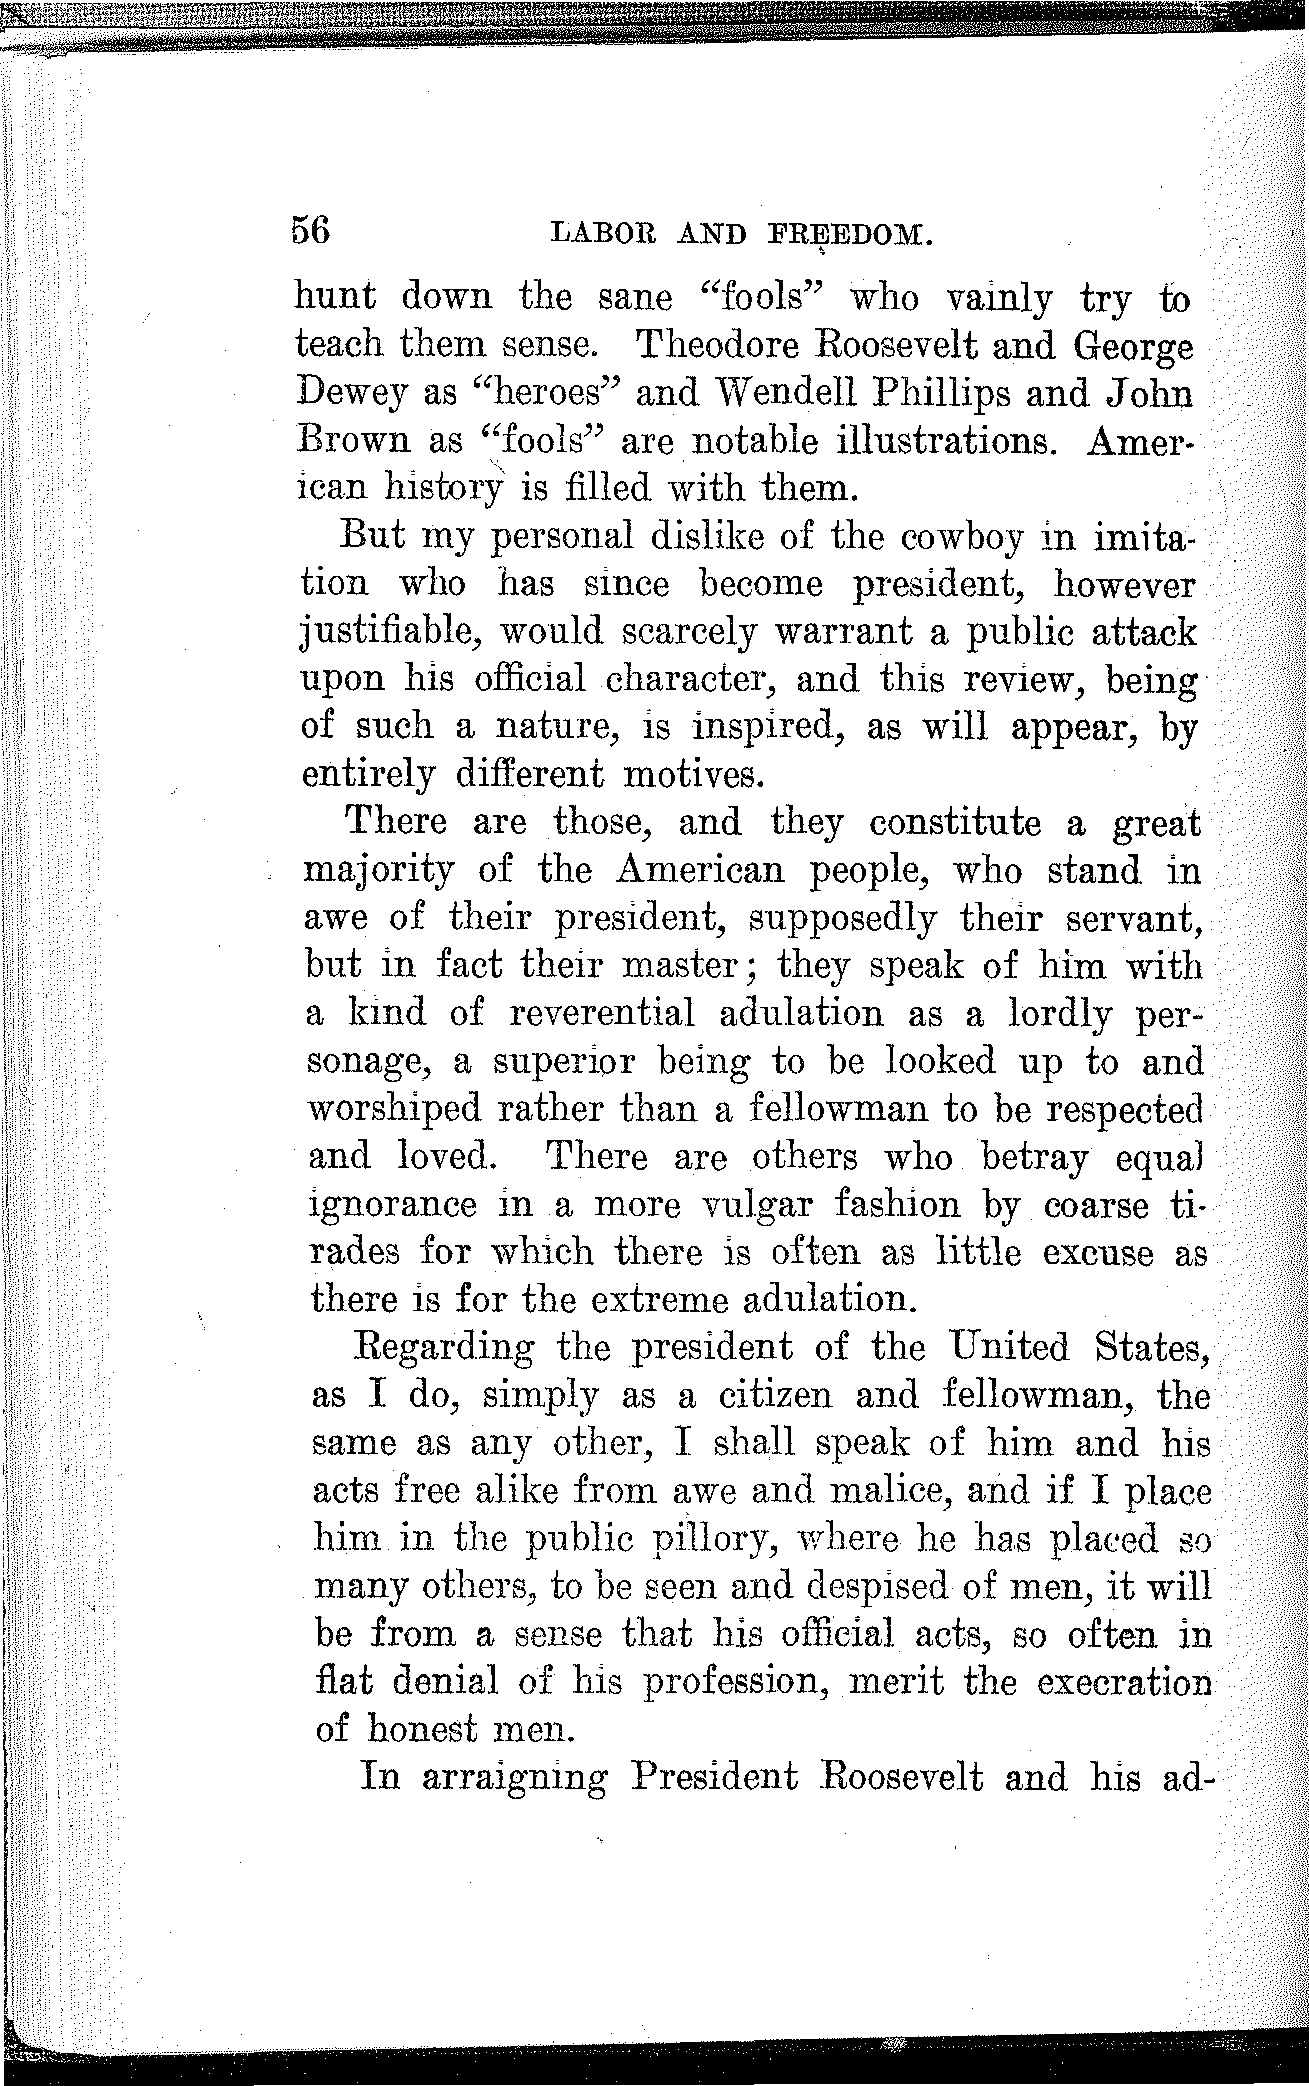 56 LABOR AND FREEDOM.
hunt down the sane “fools” who vainly try to
teach them sense. Theodore Roosevelt and George
Dewey as “heroes” and Wendell Phillips and John
Brown as “fools” are notable illustrations. Amer-
ican history is filled with them.
But my personal dislike of the cowboy in imita-
tion who has since become president, however
justifiable, would scarcely warrant a public attack
upon his official character, and this review, being
of such a nature, is inspired, as will appear, by
entirely different motives.
There are those, and they constitute a great
majority of the American people, who stand in
awe of their president, supposedly their servant,
but in fact their master; they speak of him with
a kind of reverential adulation as a lordly per-
sonage, a superior being to be looked up to and
worshiped rather than a fellowman to be respected
and loved. There are others who betray equal
ignorance in a more vulgar fashion by coarse ti-
rades for which there is often as little excuse as
there is for the extreme adulation.
Regarding the president of the United States,
as I do, simply as a citizen and fellowman, the
same as any other, I shall speak of him and his
acts free alike from awe and malice, and if I place
him in the public pillory, where he has placed so
many others, to be seen and despised of men, it will
be from a sense that his official acts, so often in
flat denial of his profession, merit the execration
of honest men.
In arraigning President Roosevelt and his ad-